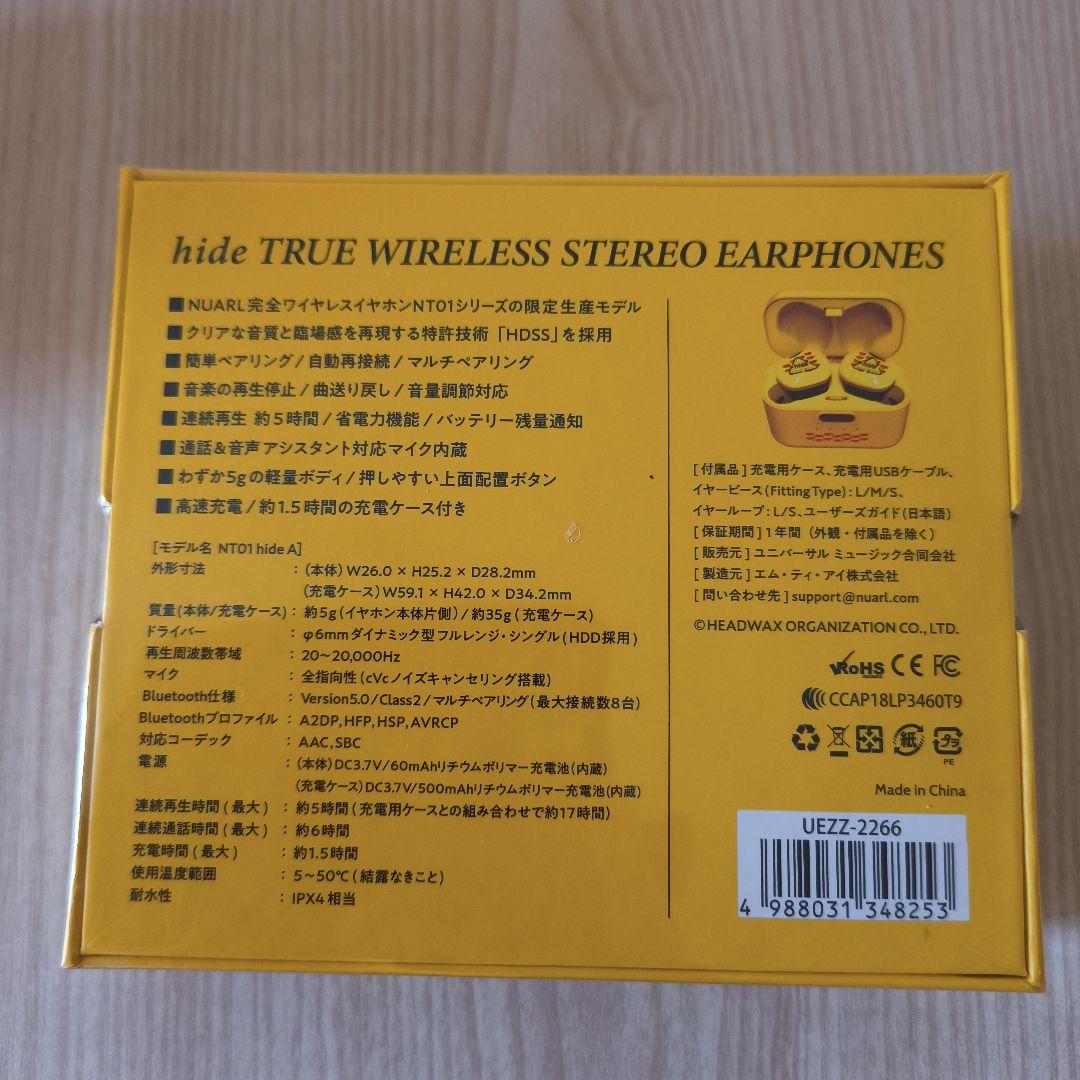 hide TRUE WIRELESS STEREO EARPHONES
■ NUARL完全ワイヤレスイヤホンNT01シリーズの限定生産モデル
■ クリアな音質と臨場感を再現する特許技術「HDSS」を採用
■ 簡単ペアリング/自動再接続/マルチペアリング
■ 音楽の再生停止/曲送り戻し/音量調節対応
■ 連続再生 約5時間/省電力機能/バッテリー残量通知
■ 通話&音声アシスタント対応マイク内蔵
■ わずか5gの軽量ボディ/押しやすい上面配置ボタン
■ 高速充電/約1.5時間の充電ケース付き
[モデル名 NT01 hide A]
外形寸法 : (本体) W26.0 × H25.2 × D28.2mm
(充電ケース) W59.1 × H42.0 × D34.2mm
質量(本体/充電ケース) : 約5g(イヤホン本体片側)/約35g(充電ケース)
ドライバー : φ6mmダイナミック型フルレンジ・シングル(HDD採用)
再生周波数帯域 : 20〜20,000Hz
マイク : 全指向性(cVcノイズキャンセリング搭載)
Bluetooth仕様 : Version5.0/Class2/マルチペアリング(最大接続数8台)
Bluetoothプロファイル : A2DP,HFP,HSP,AVRCP
対応コーデック : AAC,SBC
電源 : (本体)DC3.7V/60mAhリチウムポリマー充電池(内蔵)
(充電ケース)DC3.7V/500mAhリチウムポリマー充電池(内蔵)
連続再生時間(最大) : 約5時間(充電用ケースとの組み合わせで約17時間)
連続通話時間(最大) : 約6時間
充電時間(最大) : 約1.5時間
使用温度範囲 : 5〜50℃(結露なきこと)
耐水性 : IPX4相当
[付属品]充電用ケース、充電用USBケーブル、
イヤーピース(Fitting Type) : L/M/S、
イヤーループ : L/S、ユーザーズガイド(日本語)
[保証期間]1年間(外観・付属品を除く)
[販売元]ユニバーサル ミュージック合同会社
[製造元]エム・ティ・アイ株式会社
[問い合わせ先]support@nuarl.com
©HEADWAX ORGANIZATION CO., LTD.
RoHS CE FC
CCAP18LP3460T9
紙 プラ
PE
Made in China
UEZZ-2266
4 988031 348253